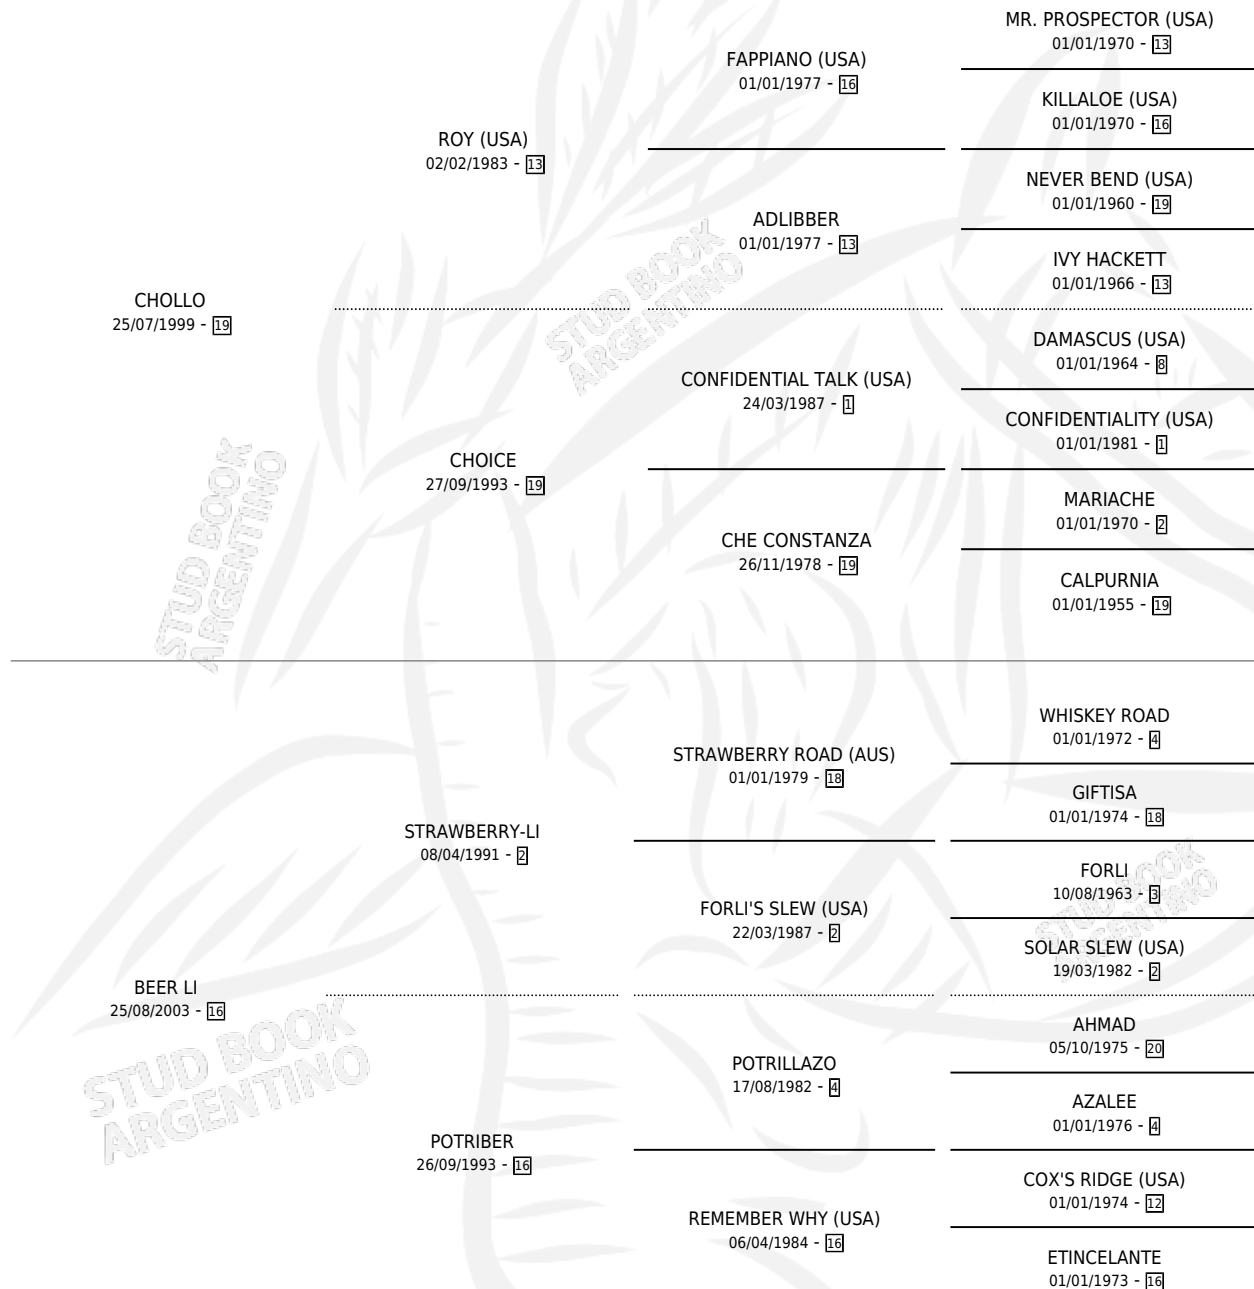 MR. PROSPECTOR (USA)
01/01/1970 - 13
FAPPIANO (USA)
01/01/1977 - 16
KILLALOE (USA)
01/01/1970 - 16
ROY (USA)
02/02/1983 - 13
NEVER BEND (USA)
01/01/1960 - 19
ADLIBBER
01/01/1977 - 13
IVY HACKETT
01/01/1966 - 13
CHOLLO
25/07/1999 - 19
STUD BOOK
ARGENTINO
DAMASCUS (USA)
01/01/1964 - 8
CONFIDENTIAL TALK (USA)
24/03/1987 - 1
CONFIDENTIALITY (USA)
01/01/1981 - 1
CHOICE
27/09/1993 - 19
MARIACHE
01/01/1970 - 2
CHE CONSTANZA
26/11/1978 - 19
CALPURNIA
01/01/1955 - 19
STUD BOOK
ARGENTINO
WHISKEY ROAD
01/01/1972 - 4
STRAWBERRY ROAD (AUS)
01/01/1979 - 18
GIFTISA
01/01/1974 - 18
STRAWBERRY-LI
08/04/1991 - 2
FORLI
10/08/1963 - 3
FORLI'S SLEW (USA)
22/03/1987 - 2
SOLAR SLEW (USA)
19/03/1982 - 2
STUD BOOK
ARGENTINO
BEER LI
25/08/2003 - 16
AHMAD
05/10/1975 - 20
POTRILLAZO
17/08/1982 - 4
AZALEE
01/01/1976 - 4
STUD BOOK
ARGENTINO
POTRIBER
26/09/1993 - 16
COX'S RIDGE (USA)
01/01/1974 - 12
REMEMBER WHY (USA)
06/04/1984 - 16
ETINCELANTE
01/01/1973 - 16